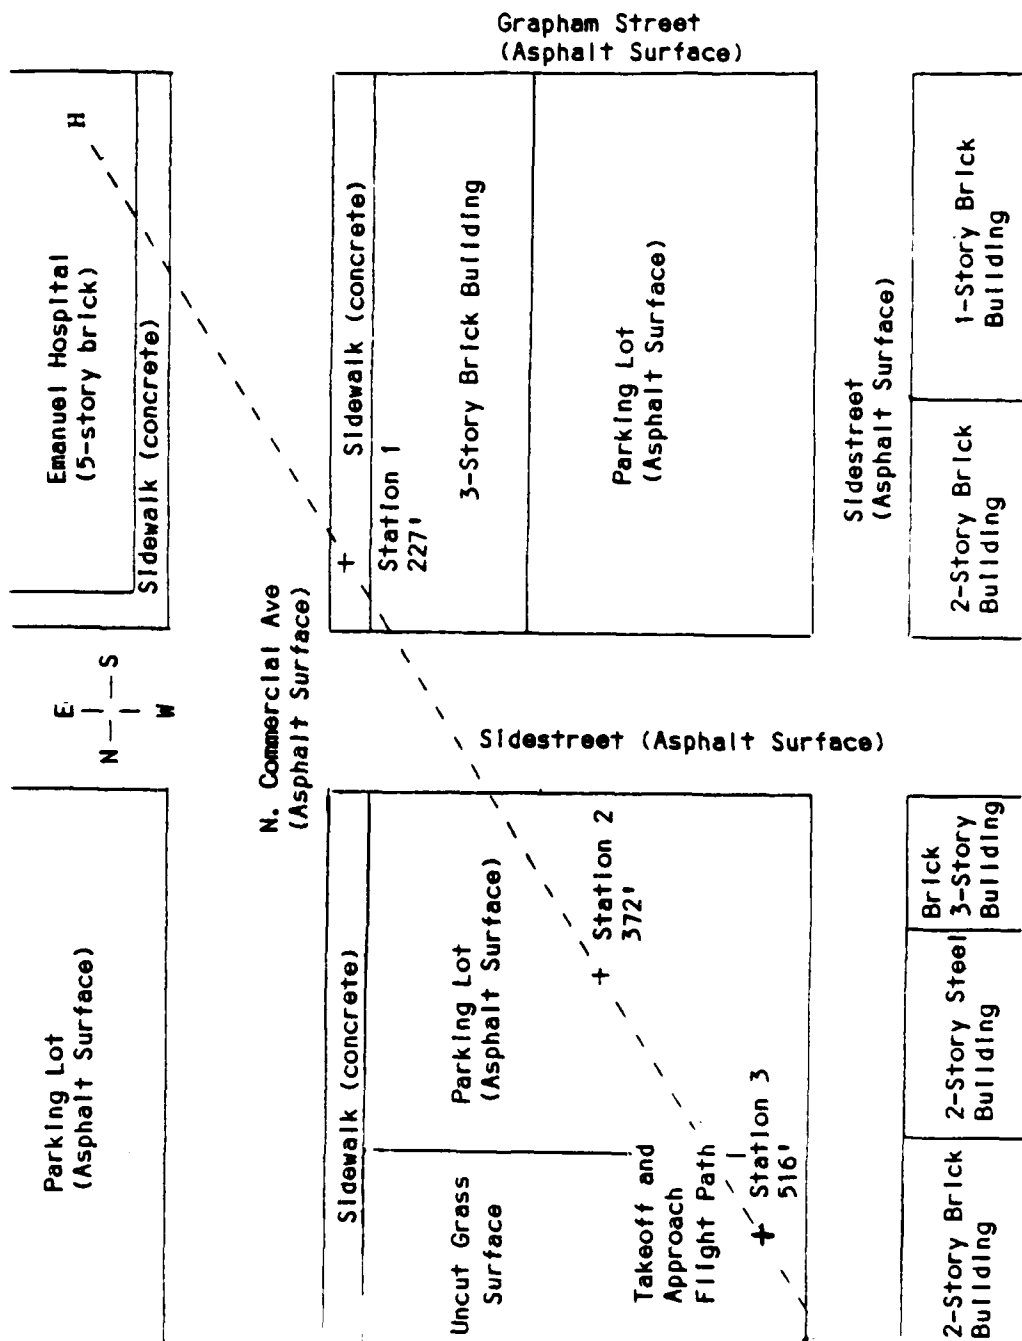 Grapham Street
(Asphalt Surface)
H
Emanuel Hospital
(5-story brick)
Sidewalk (concrete)
Sidewalk (concrete)
3-Story Brick Building
Parking Lot
(Asphalt Surface)
Station 1
227'
Sidestreet
(Asphalt Surface)
1-Story Brick
Building
2-Story Brick
Building
N. Commercial Ave
(Asphalt Surface)
E
N
S
W
Sidestreet (Asphalt Surface)
Parking Lot
(Asphalt Surface)
Sidewalk (concrete)
Parking Lot
(Asphalt Surface)
Station 2
372'
Uncut Grass
Surface
Takeoff and
Approach
Flight Path
Station 3
516'
Brick
3-Story
Building
2-Story Steel
Building
2-Story Brick
Building